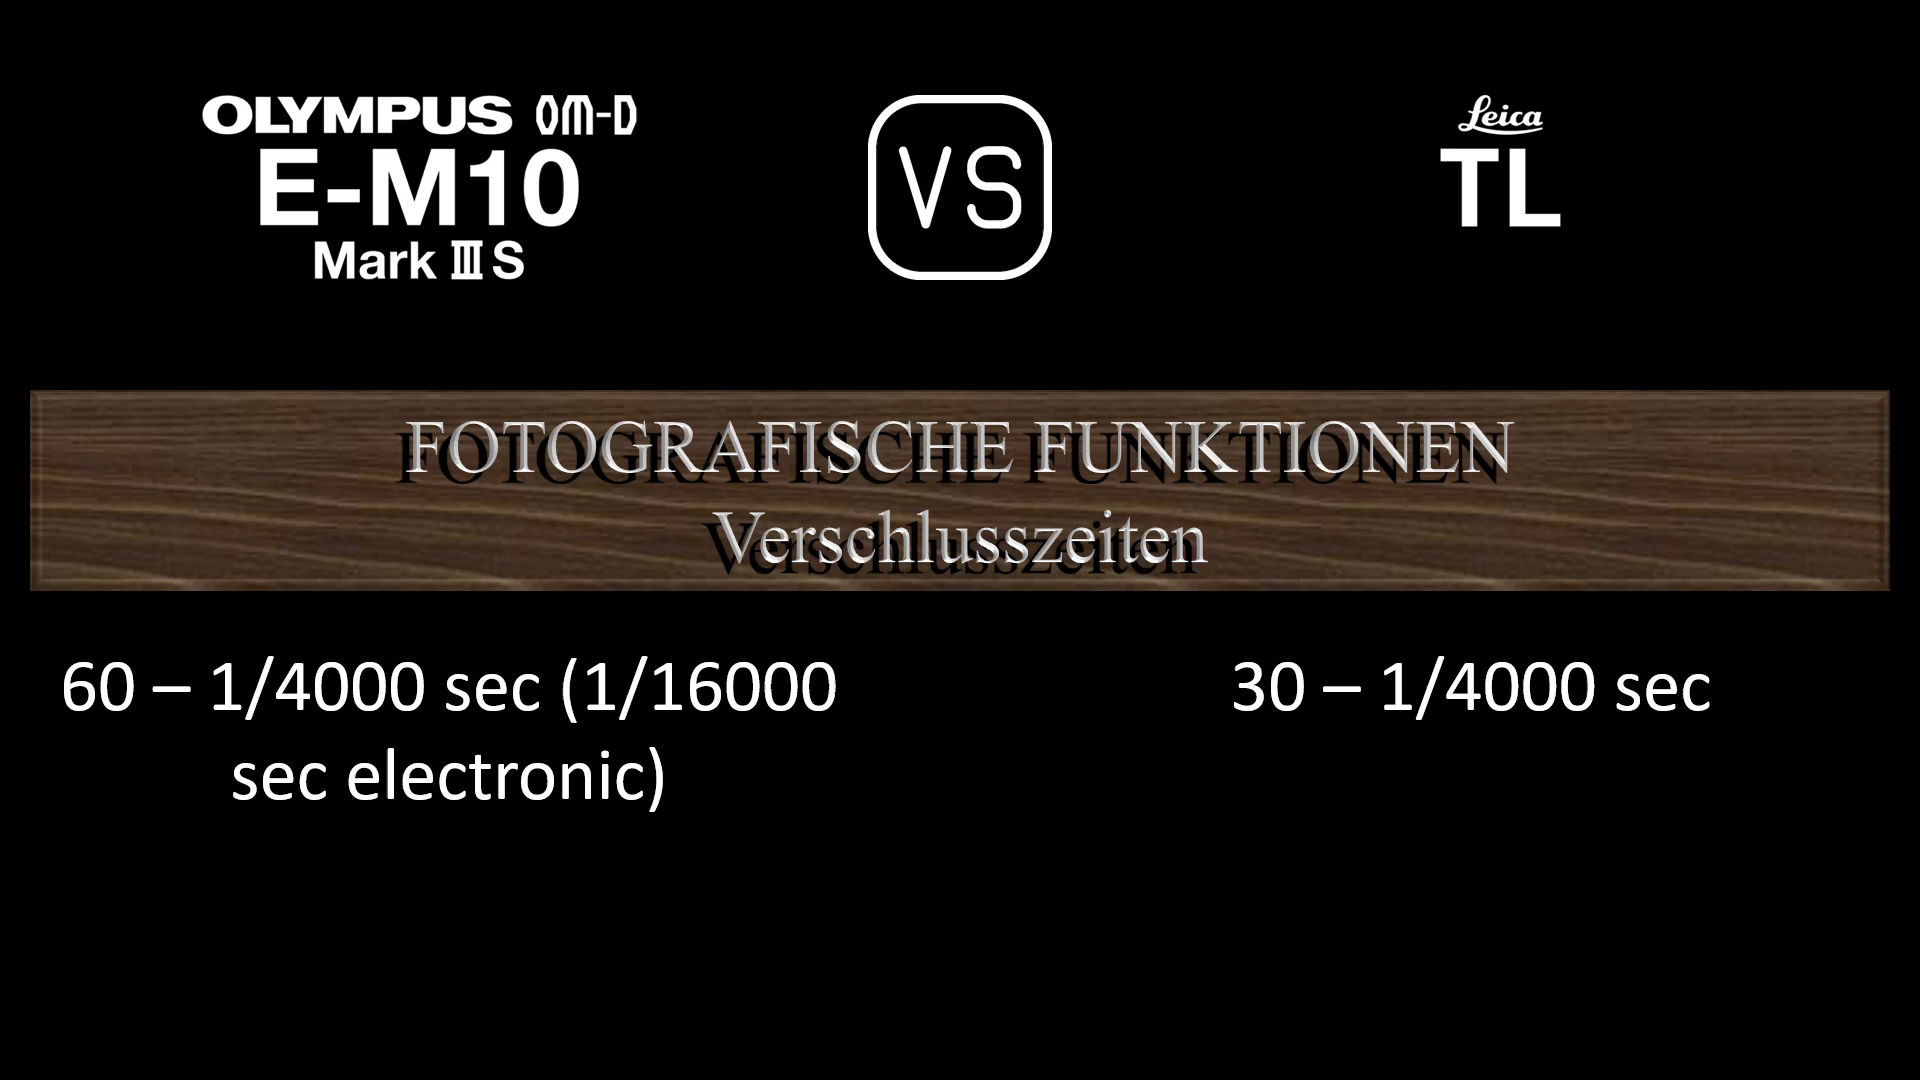 OLYMPUS OM-D
E-M10
Mark III S
VS
Leica
TL
FOTOGRAFISCHE FUNKTIONEN
Verschlusszeiten
60 – 1/4000 sec (1/16000
sec electronic)
30 – 1/4000 sec